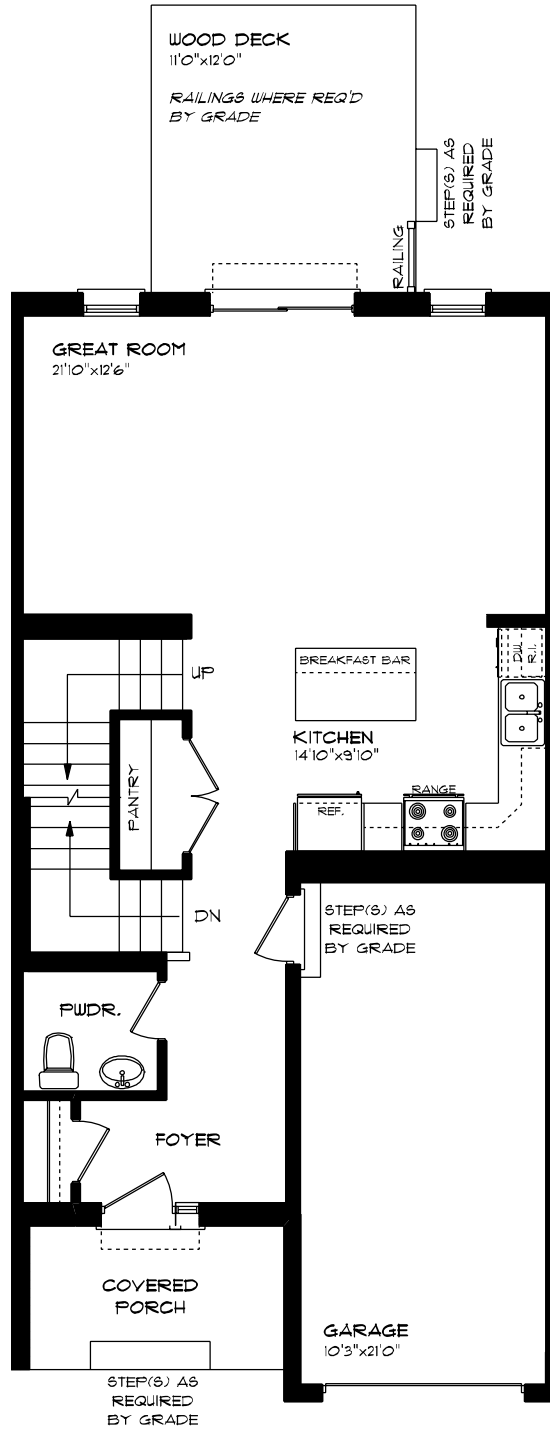 WOOD DECK
11'0"x12'0"
RAILINGS WHERE REQ'D
BY GRADE
STEP(S) AS
REQUIRED
BY GRADE
RAILING
GREAT ROOM
21'10"x12'6"
UP
BREAKFAST BAR
D.W.
R.I.
KITCHEN
14'10"x9'10"
PANTRY
RANGE
REF.
DN
STEP(S) AS
REQUIRED
BY GRADE
PWDR.
FOYER
COVERED
PORCH
GARAGE
10'3"x21'0"
STEP(S) AS
REQUIRED
BY GRADE